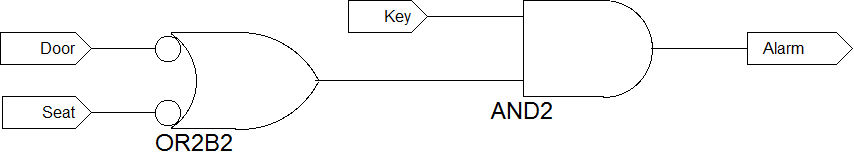 Key
Door
Alarm
Seat
AND2
OR2B2